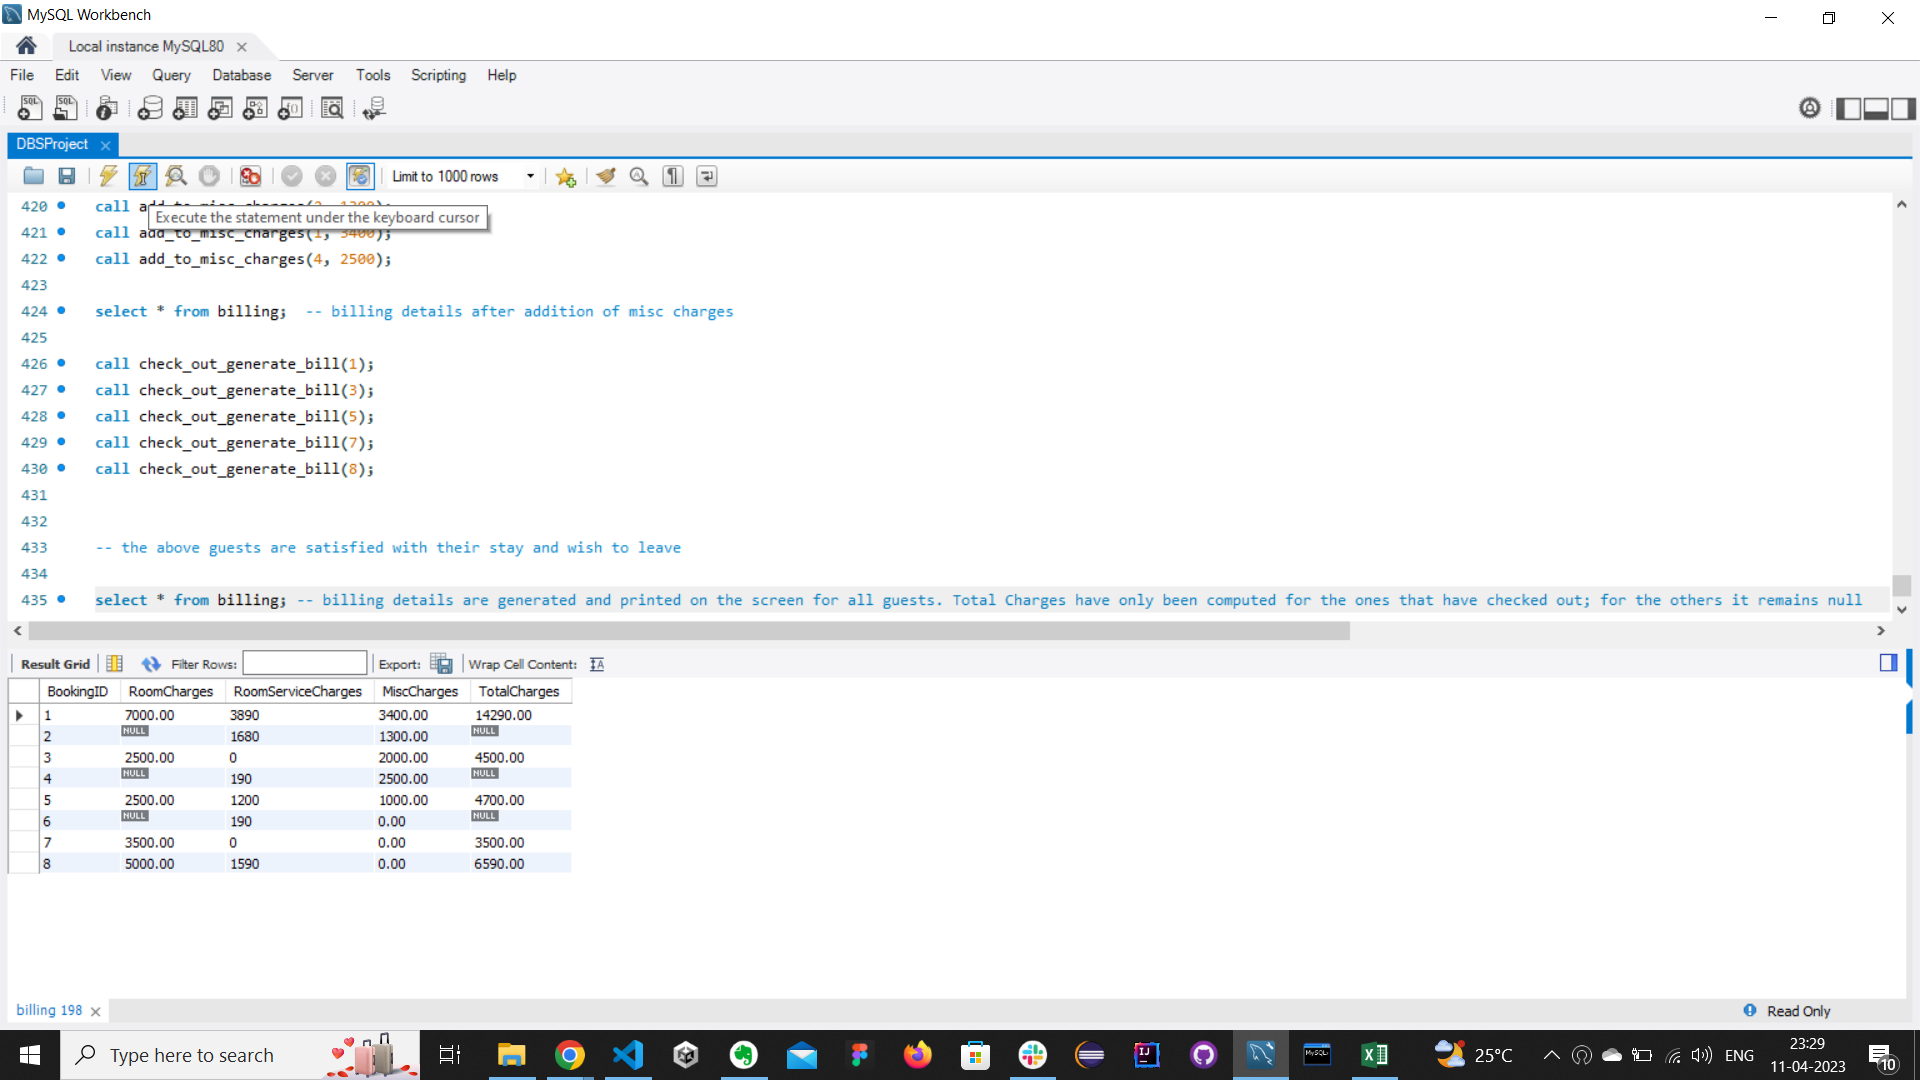 MySQL Workbench
Local instance MySQL80
File Edit View Query Database Server Tools Scripting Help
DBSProject
Limit to 1000 rows
420 call
Execute the statement under the keyboard cursor
421 call add_to_misc_charges(1, 3400);
422 call add_to_misc_charges(4, 2500);
423
424 select * from billing; -- billing details after addition of misc charges
425
426 call check_out_generate_bill(1);
427 call check_out_generate_bill(3);
428 call check_out_generate_bill(5);
429 call check_out_generate_bill(7);
430 call check_out_generate_bill(8);
431
432
433 -- the above guests are satisfied with their stay and wish to leave
434
435 select * from billing; -- billing details are generated and printed on the screen for all guests. Total Charges have only been computed for the ones that have checked out; for the others it remains null
Result Grid Filter Rows: Export: Wrap Cell Content:
BookingID RoomCharges RoomServiceCharges MiscCharges TotalCharges
1 7000.00 3890 3400.00 14290.00
2 NULL 1680 1300.00 NULL
3 2500.00 0 2000.00 4500.00
4 NULL 190 2500.00 NULL
5 2500.00 1200 1000.00 4700.00
6 NULL 190 0.00 NULL
7 3500.00 0 0.00 3500.00
8 5000.00 1590 0.00 6590.00
billing 198
Read Only
Type here to search
25°C
ENG
23:29
11-04-2023
10